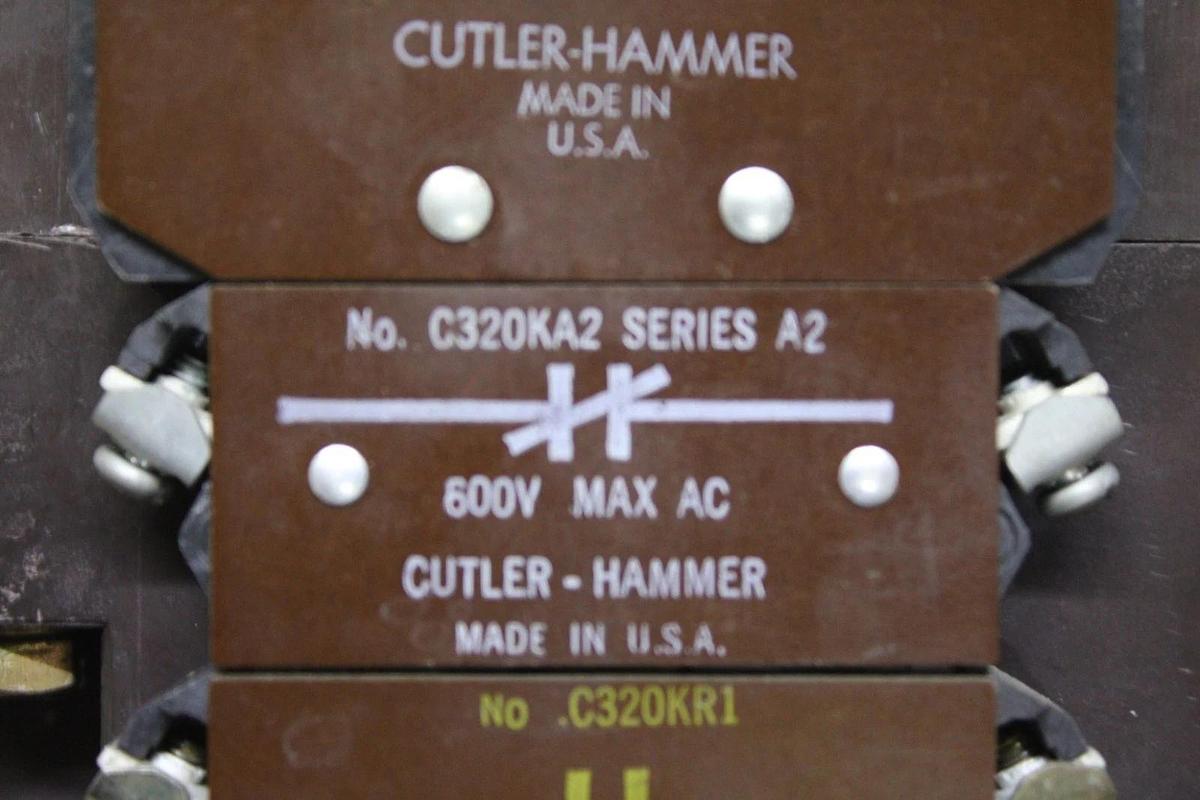 CUTLER-HAMMER
MADE IN
U.S.A.
No. C320KA2 SERIES A2
600V MAX AC
CUTLER - HAMMER
MADE IN U.S.A.
No .C320KR1